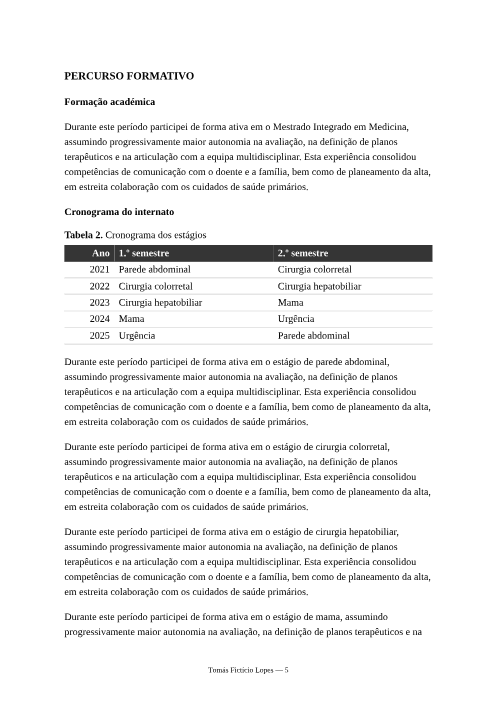 PERCURSO FORMATIVO
Formação académica
Durante este período participei de forma ativa em o Mestrado Integrado em Medicina,
assumindo progressivamente maior autonomia na avaliação, na definição de planos
terapêuticos e na articulação com a equipa multidisciplinar. Esta experiência consolidou
competências de comunicação com o doente e a família, bem como de planeamento da alta,
em estreita colaboração com os cuidados de saúde primários.
Cronograma do internato
Tabela 2. Cronograma dos estágios
Ano 1.º semestre 2.º semestre
2021 Parede abdominal Cirurgia colorretal
2022 Cirurgia colorretal Cirurgia hepatobiliar
2023 Cirurgia hepatobiliar Mama
2024 Mama Urgência
2025 Urgência Parede abdominal
Durante este período participei de forma ativa em o estágio de parede abdominal,
assumindo progressivamente maior autonomia na avaliação, na definição de planos
terapêuticos e na articulação com a equipa multidisciplinar. Esta experiência consolidou
competências de comunicação com o doente e a família, bem como de planeamento da alta,
em estreita colaboração com os cuidados de saúde primários.
Durante este período participei de forma ativa em o estágio de cirurgia colorretal,
assumindo progressivamente maior autonomia na avaliação, na definição de planos
terapêuticos e na articulação com a equipa multidisciplinar. Esta experiência consolidou
competências de comunicação com o doente e a família, bem como de planeamento da alta,
em estreita colaboração com os cuidados de saúde primários.
Durante este período participei de forma ativa em o estágio de cirurgia hepatobiliar,
assumindo progressivamente maior autonomia na avaliação, na definição de planos
terapêuticos e na articulação com a equipa multidisciplinar. Esta experiência consolidou
competências de comunicação com o doente e a família, bem como de planeamento da alta,
em estreita colaboração com os cuidados de saúde primários.
Durante este período participei de forma ativa em o estágio de mama, assumindo
progressivamente maior autonomia na avaliação, na definição de planos terapêuticos e na
Tomás Fictício Lopes — 5